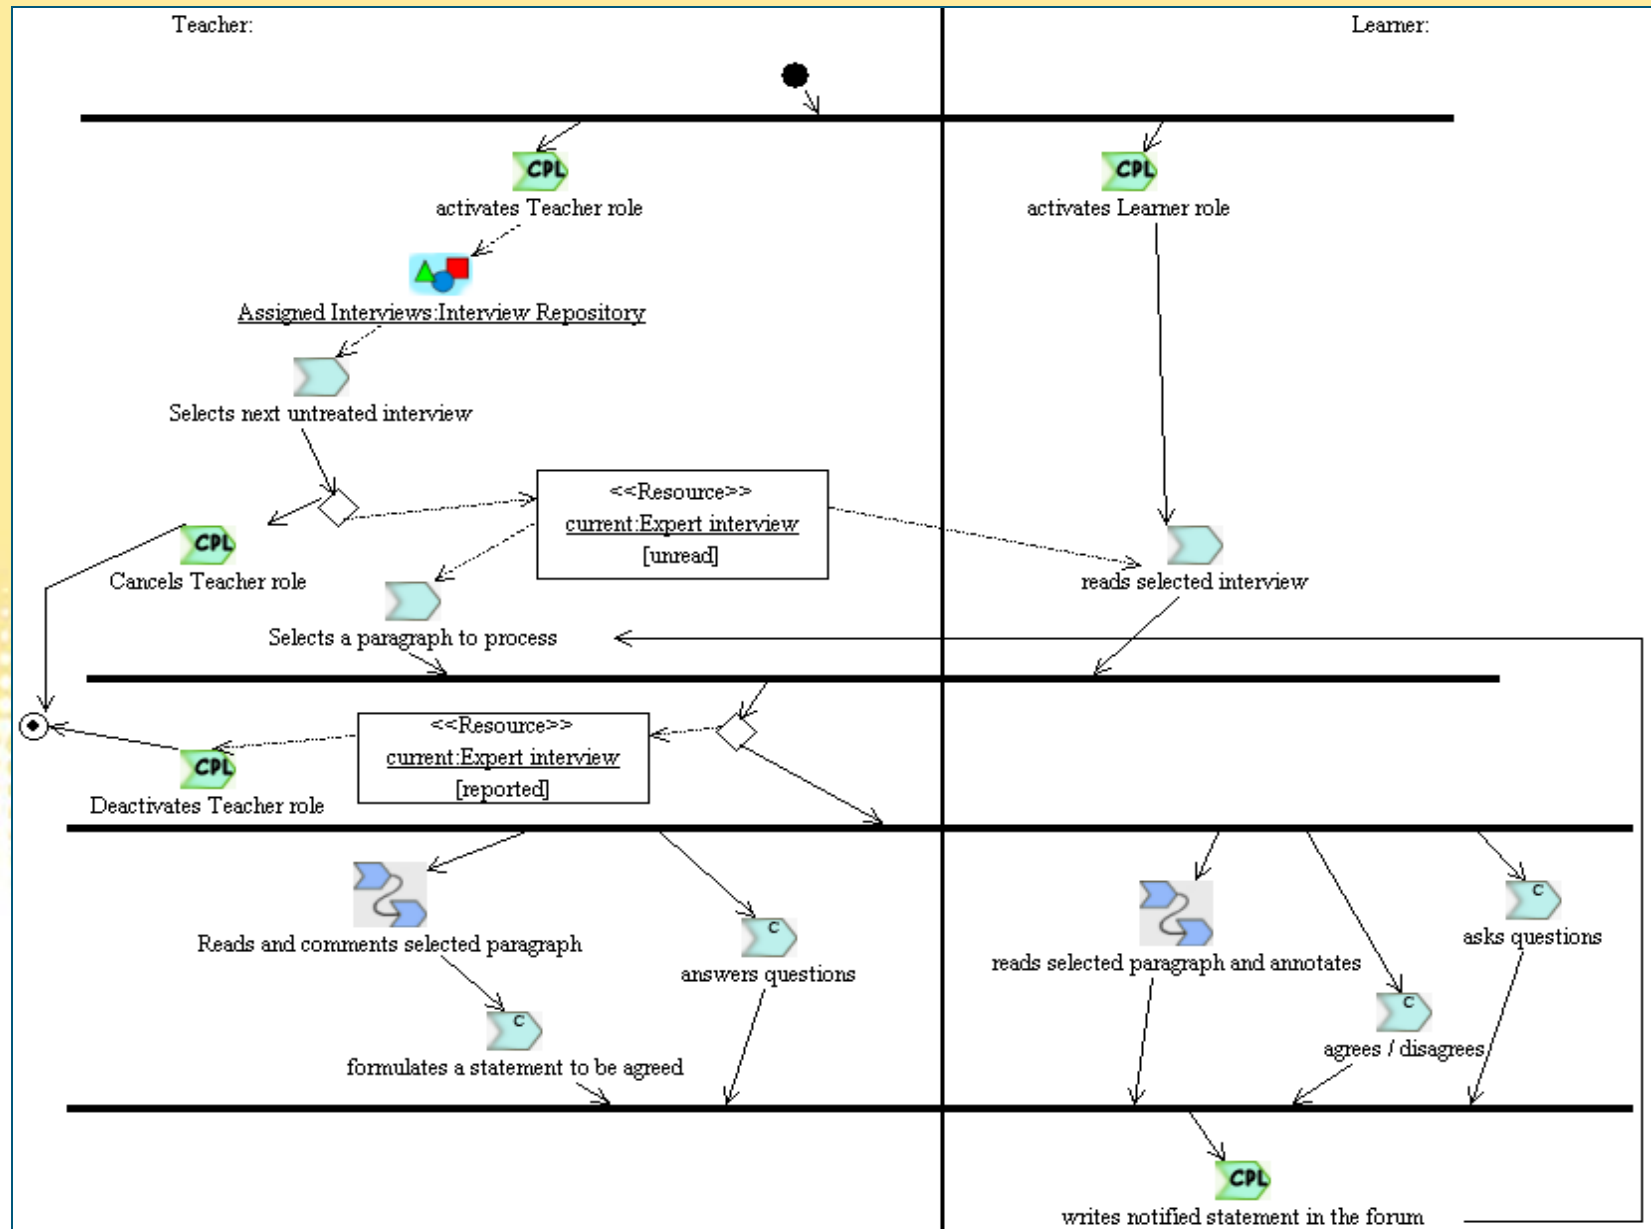 Teacher:
Learner:
CPL
activates Teacher role
CPL
activates Learner role
Assigned Interviews:Interview Repository
Selects next untreated interview
<<Resource>>
current:Expert interview
[unread]
CPL
Cancels Teacher role
reads selected interview
Selects a paragraph to process
<<Resource>>
current:Expert interview
[reported]
CPL
Deactivates Teacher role
Reads and comments selected paragraph
C
answers questions
C
formulates a statement to be agreed
reads selected paragraph and annotates
C
asks questions
C
agrees / disagrees
CPL
writes notified statement in the forum